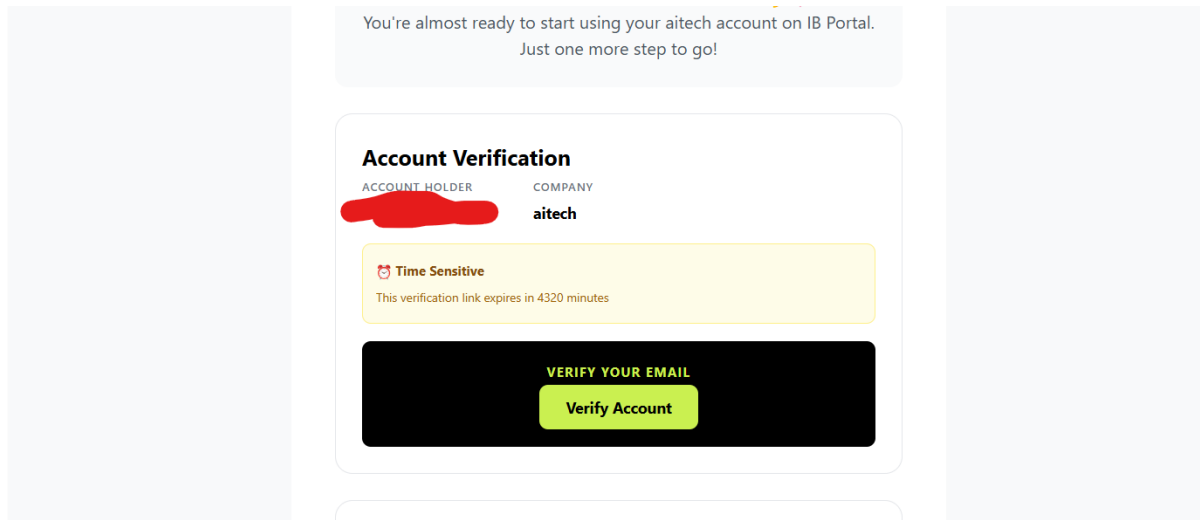 You're almost ready to start using your aitech account on IB Portal.
Just one more step to go!
Account Verification
ACCOUNT HOLDER
COMPANY
aitech
⏰ Time Sensitive
This verification link expires in 4320 minutes
VERIFY YOUR EMAIL
Verify Account